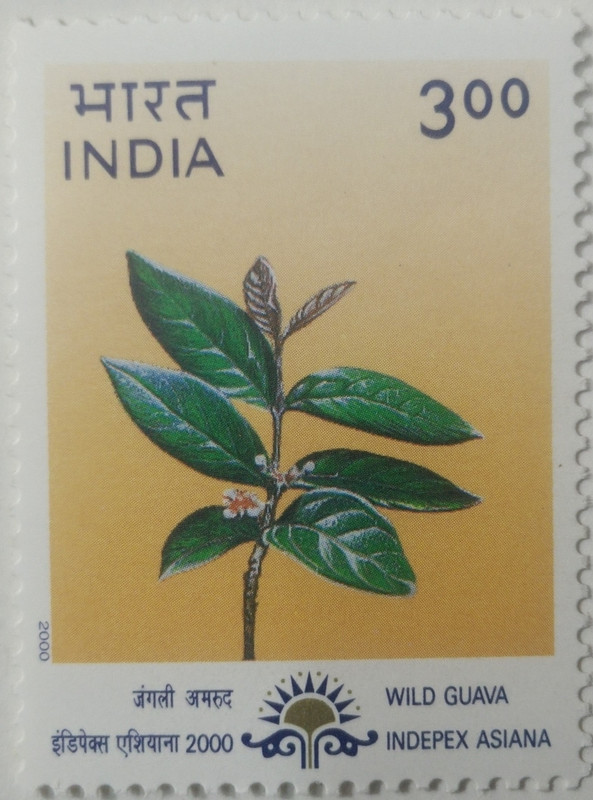 भारत 3.00
INDIA
2000
जंगली अमरुद WILD GUAVA
इंडिपेक्स एशियाना 2000 INDEPEX ASIANA